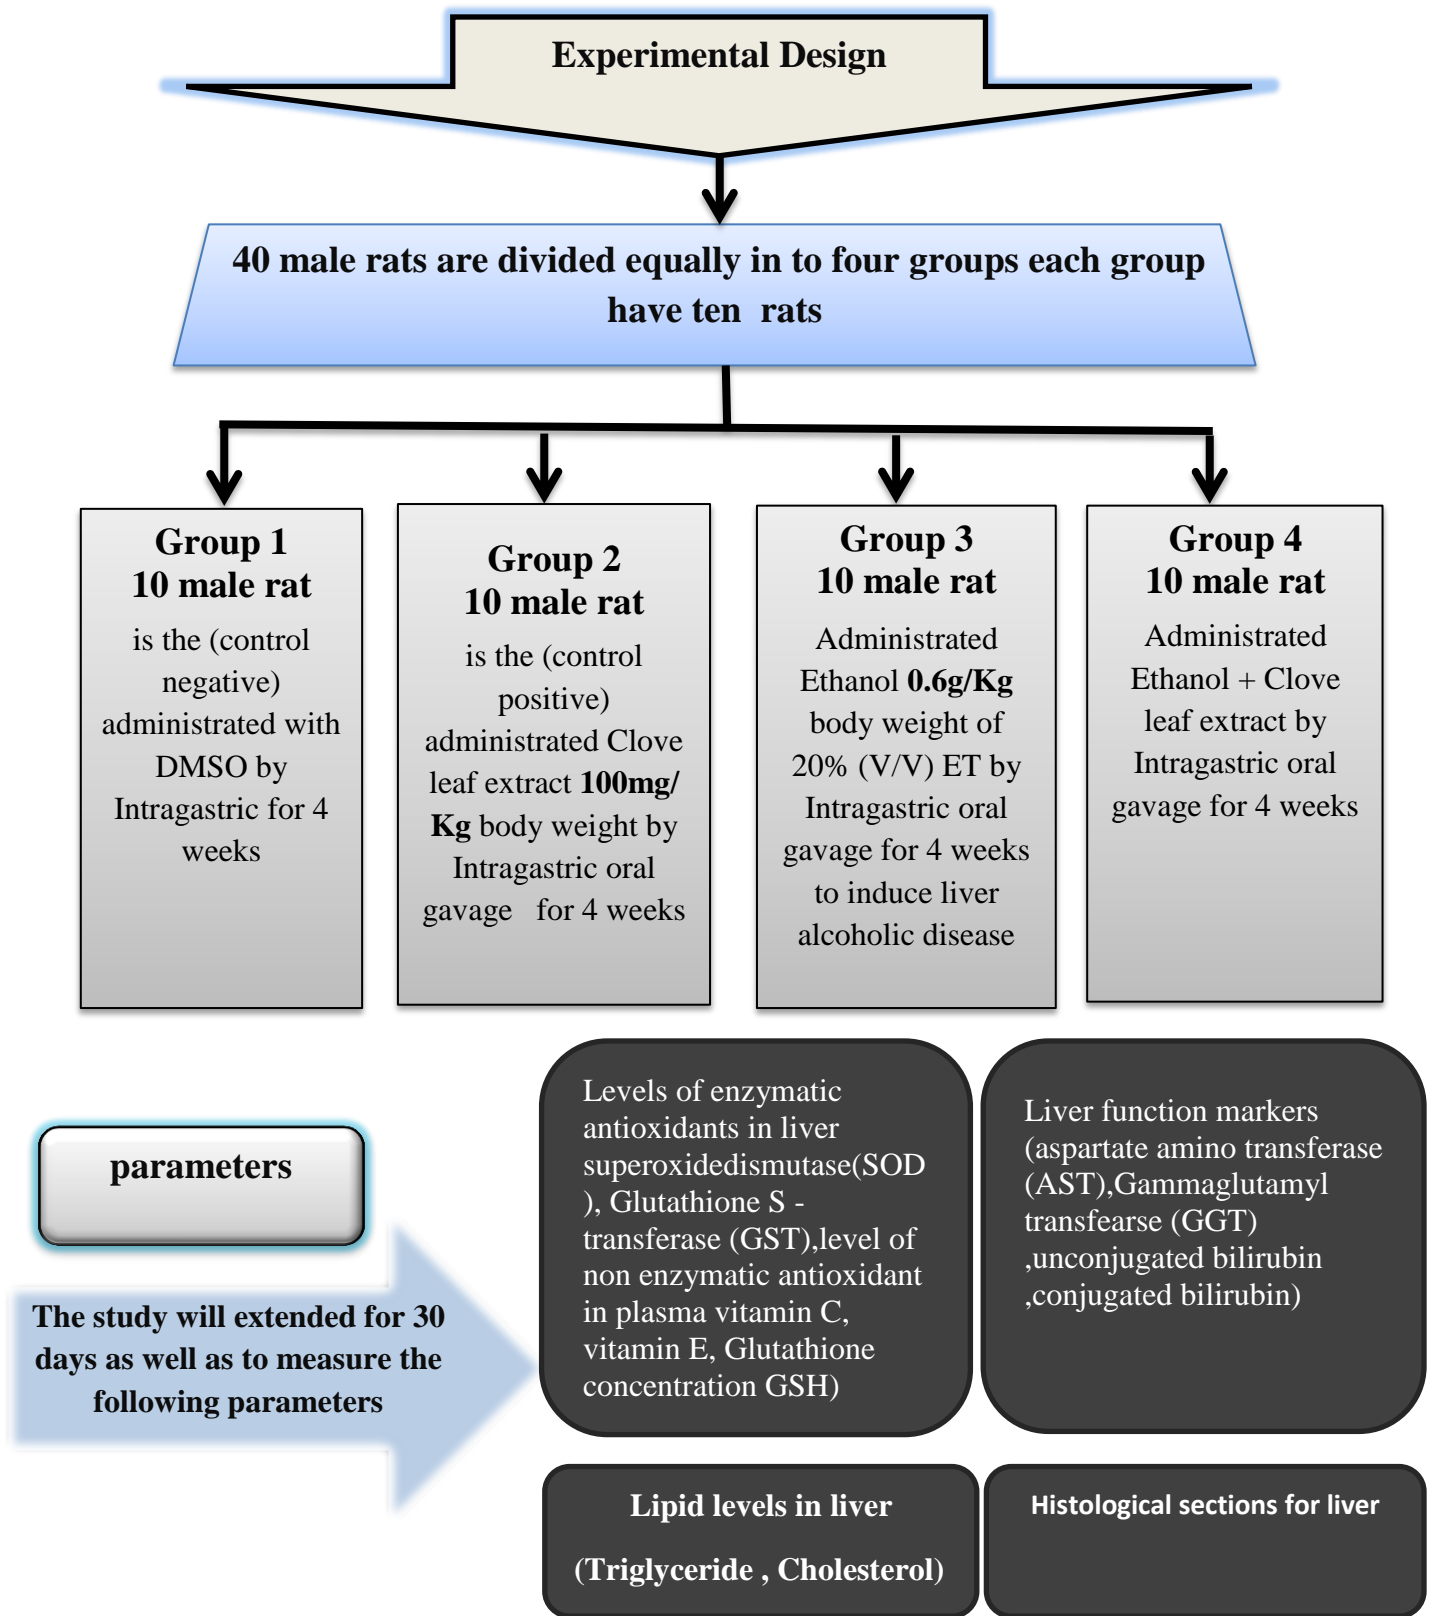 Experimental Design
40 male rats are divided equally in to four groups each group
have ten rats
Group 1
10 male rat
is the (control
negative)
administrated with
DMSO by
Intragastric for 4
weeks
Group 2
10 male rat
is the (control
positive)
administrated Clove
leaf extract 100mg/
Kg body weight by
Intragastric oral
gavage for 4 weeks
Group 3
10 male rat
Administrated
Ethanol 0.6g/Kg
body weight of
20% (V/V) ET by
Intragastric oral
gavage for 4 weeks
to induce liver
alcoholic disease
Group 4
10 male rat
Administrated
Ethanol + Clove
leaf extract by
Intragastric oral
gavage for 4 weeks
parameters
The study will extended for 30
days as well as to measure the
following parameters
Levels of enzymatic
antioxidants in liver
superoxidedismutase(SOD
), Glutathione S -
transferase (GST),level of
non enzymatic antioxidant
in plasma vitamin C,
vitamin E, Glutathione
concentration GSH)
Liver function markers
(aspartate amino transferase
(AST),Gammaglutamyl
transfearse (GGT)
,unconjugated bilirubin
,conjugated bilirubin)
Lipid levels in liver
(Triglyceride , Cholesterol)
Histological sections for liver